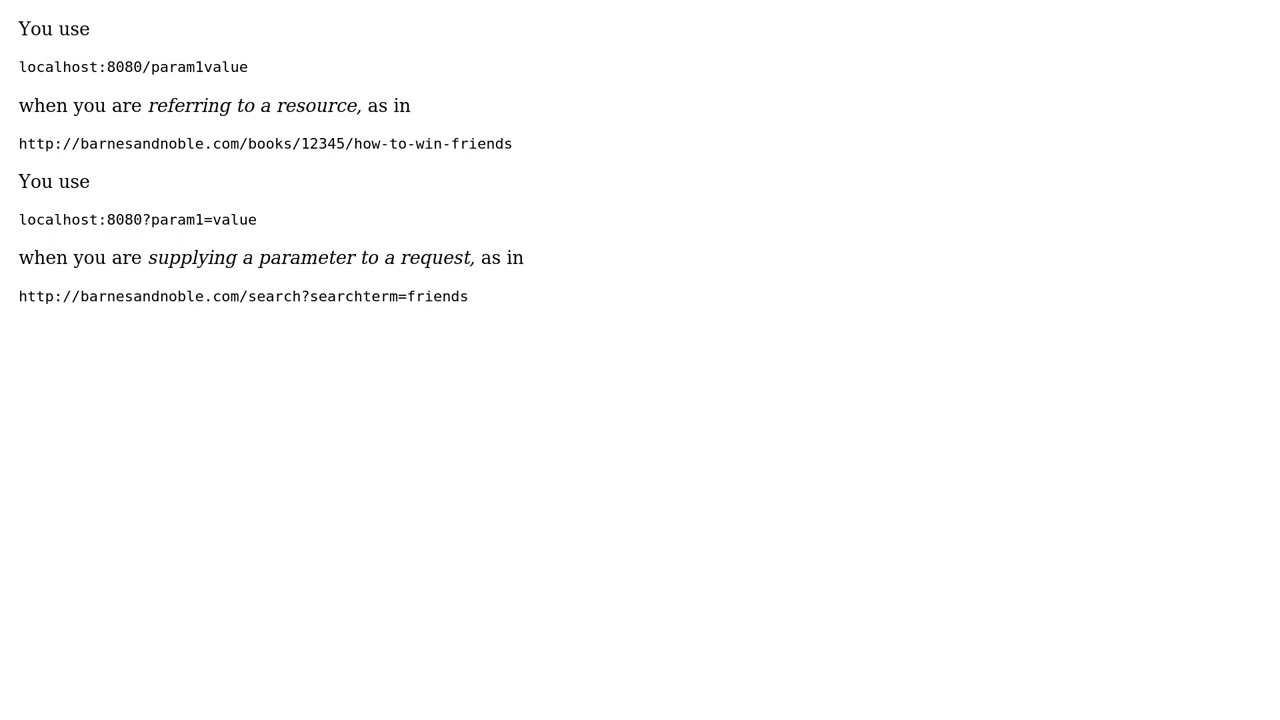 You use
localhost:8080/param1value
when you are referring to a resource, as in
http://barnesandnoble.com/books/12345/how-to-win-friends
You use
localhost:8080?param1=value
when you are supplying a parameter to a request, as in
http://barnesandnoble.com/search?searchterm=friends